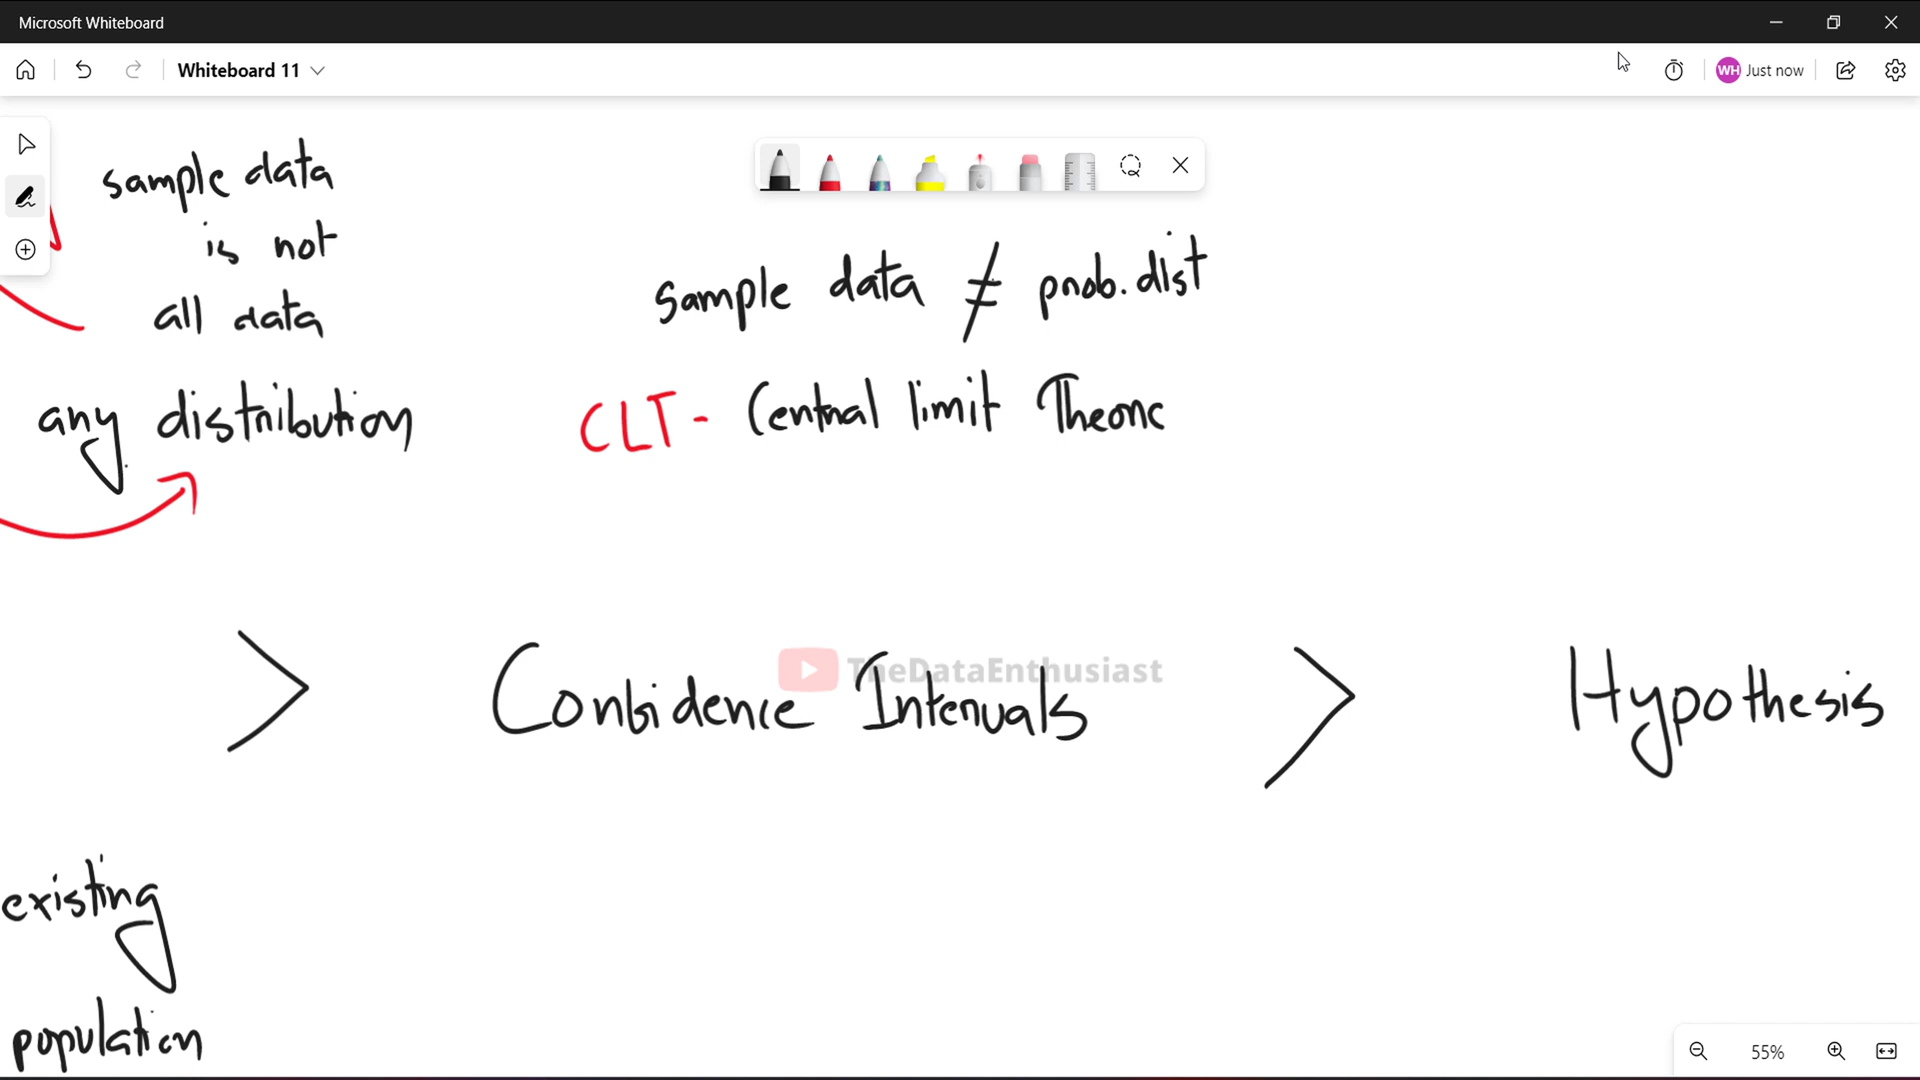 Microsoft Whiteboard
Whiteboard 11
WH Just now
sample data
is not
all data
any distribution
sample data ≠ prob. dist
CLT - Central limit Theorc
> Confidence Intervals > Hypothesis
TheDataEnthusiast
existing
population
55%